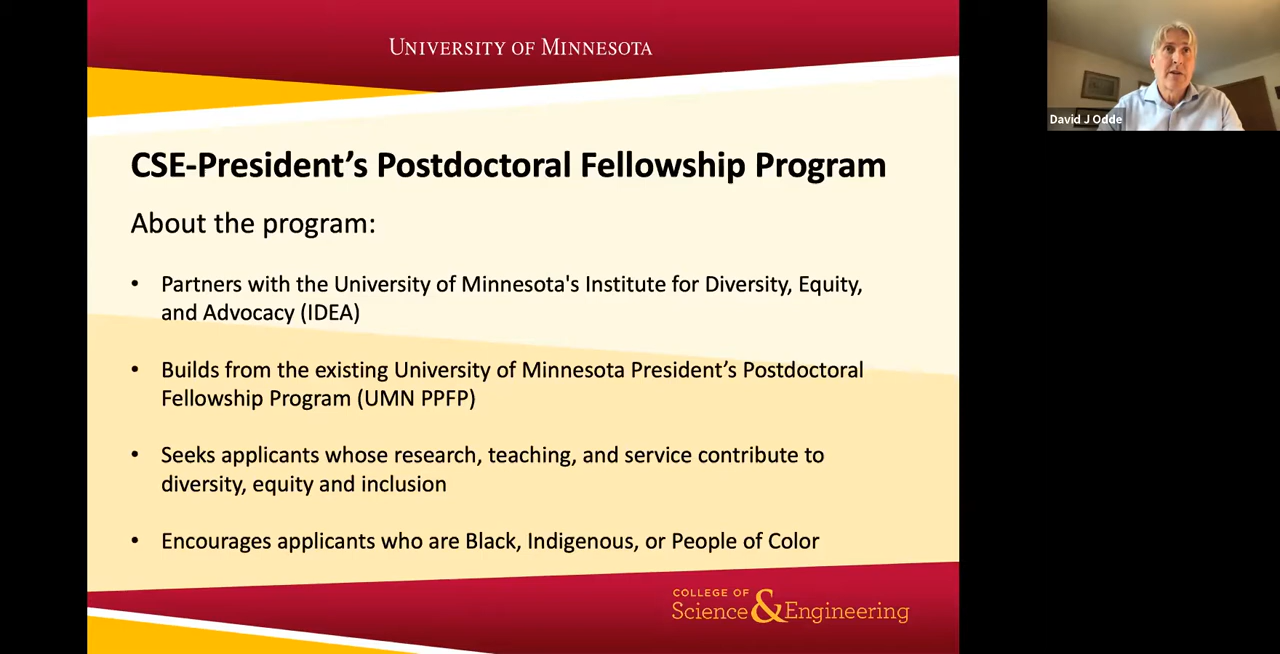 UNIVERSITY OF MINNESOTA
David J Odde
CSE-President’s Postdoctoral Fellowship Program
About the program:
• Partners with the University of Minnesota's Institute for Diversity, Equity,
and Advocacy (IDEA)
• Builds from the existing University of Minnesota President’s Postdoctoral
Fellowship Program (UMN PPFP)
• Seeks applicants whose research, teaching, and service contribute to
diversity, equity and inclusion
• Encourages applicants who are Black, Indigenous, or People of Color
COLLEGE OF
Science & Engineering